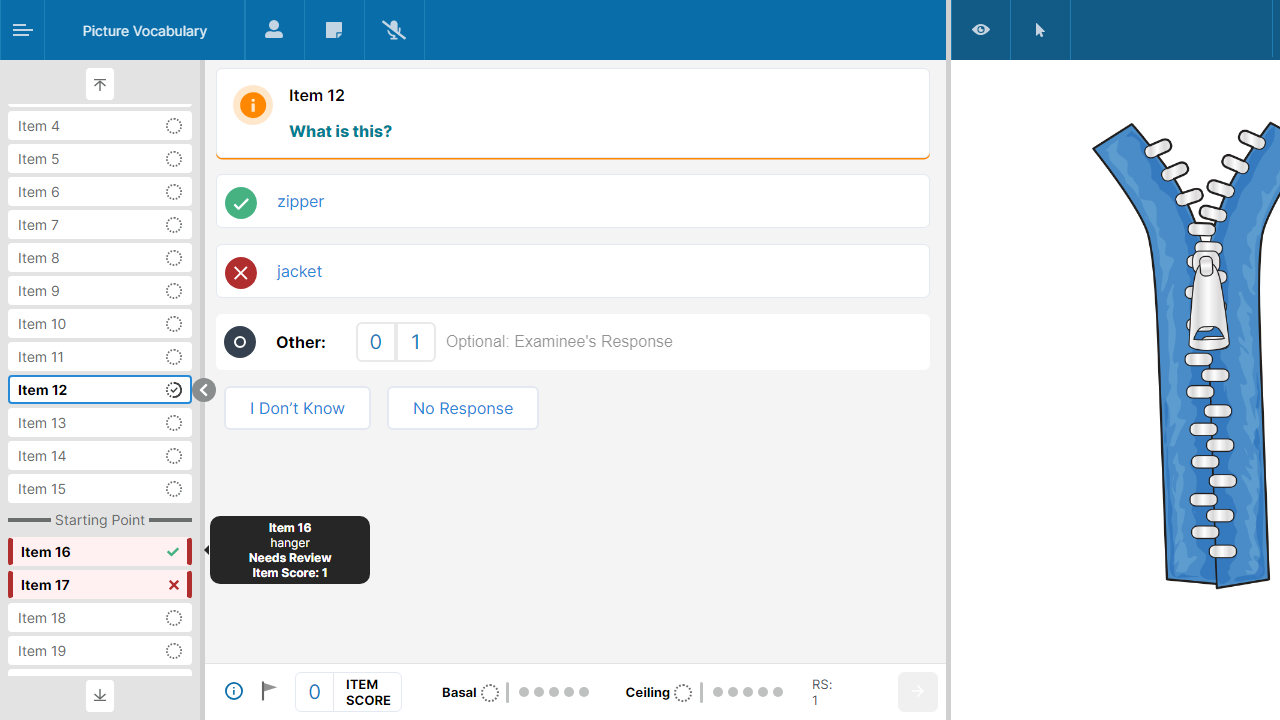 Picture Vocabulary
Item 4
Item 5
Item 6
Item 7
Item 8
Item 9
Item 10
Item 11
Item 12
Item 13
Item 14
Item 15
Starting Point
Item 16
Item 17
Item 18
Item 19
Item 12
What is this?
zipper
jacket
Other: 0 1 Optional: Examinee's Response
I Don’t Know No Response
Item 16
hanger
Needs Review
Item Score: 1
0 ITEM SCORE
Basal
Ceiling
RS:
1